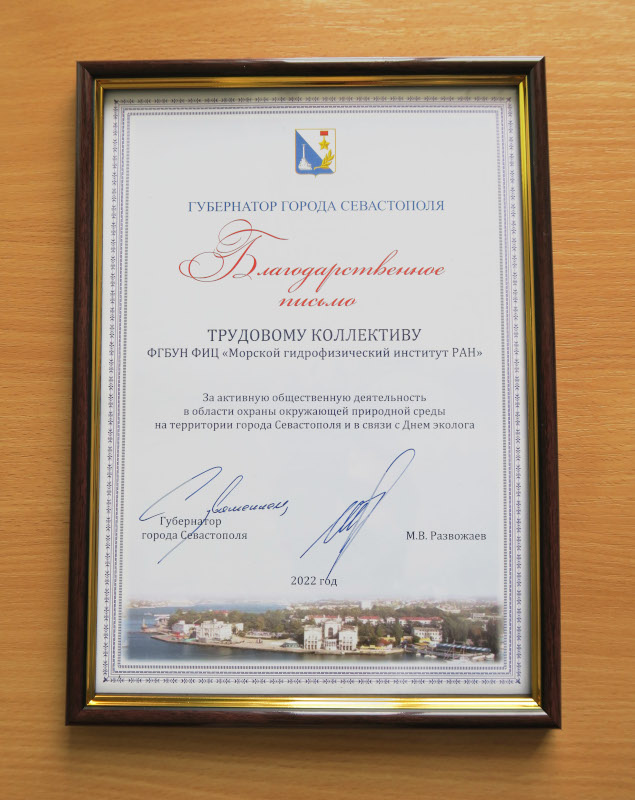 ГУБЕРНАТОР ГОРОДА СЕВАСТОПОЛЯ
Благодарственное
письмо
ТРУДОВОМУ КОЛЛЕКТИВУ
ФГБУН ФИЦ «Морской гидрофизический институт РАН»
За активную общественную деятельность
в области охраны окружающей природной среды
на территории города Севастополя и в связи с Днем эколога
Губернатор
города Севастополя
М.В. Развожаев
2022 год